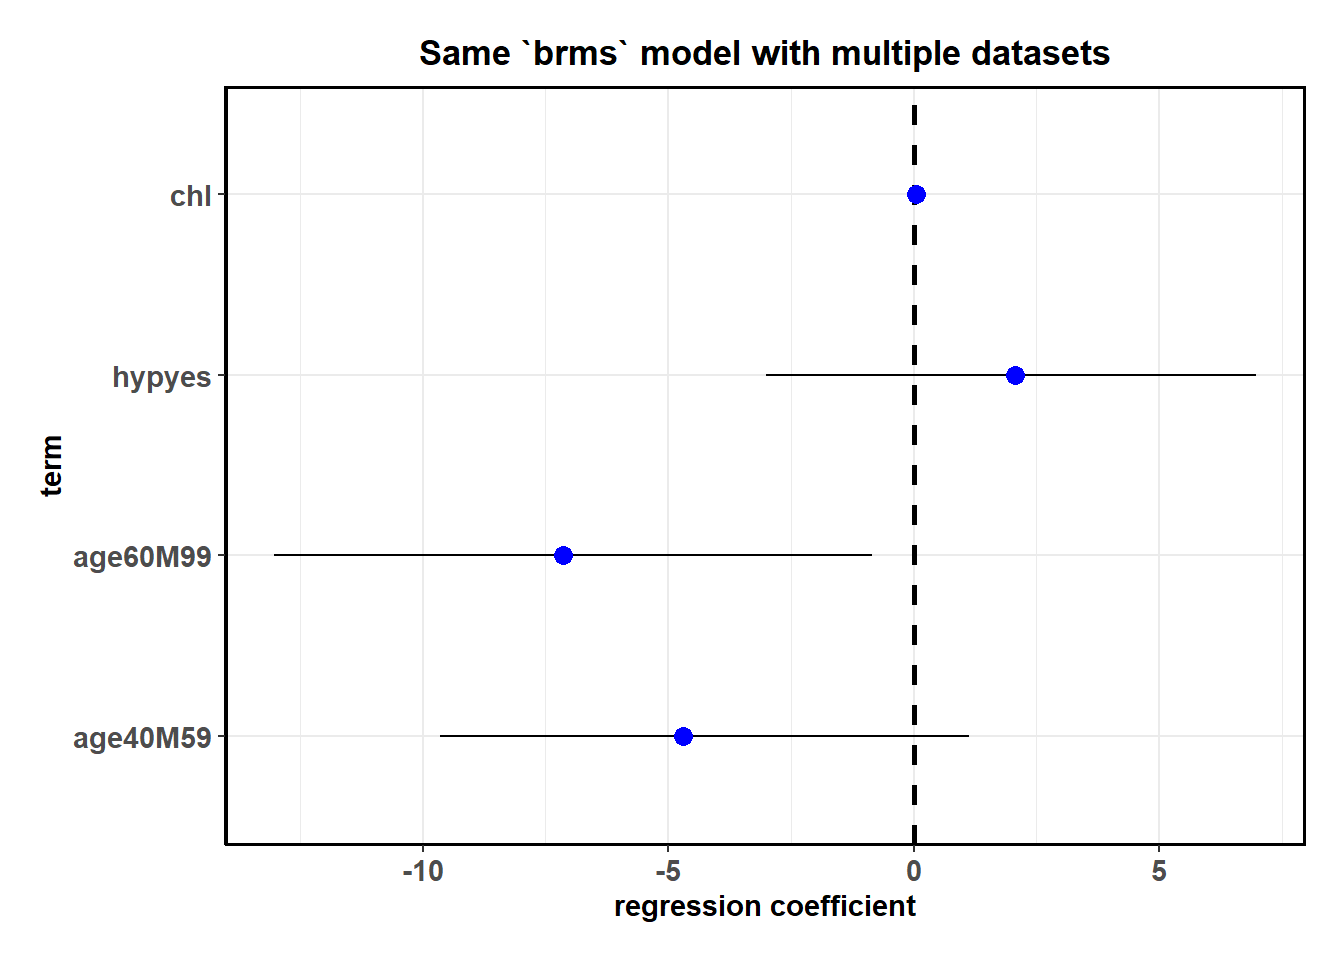 Same `brms` model with multiple datasets
chl
hypyes
age60M99
age40M59
term
-10 -5 0 5
regression coefficient